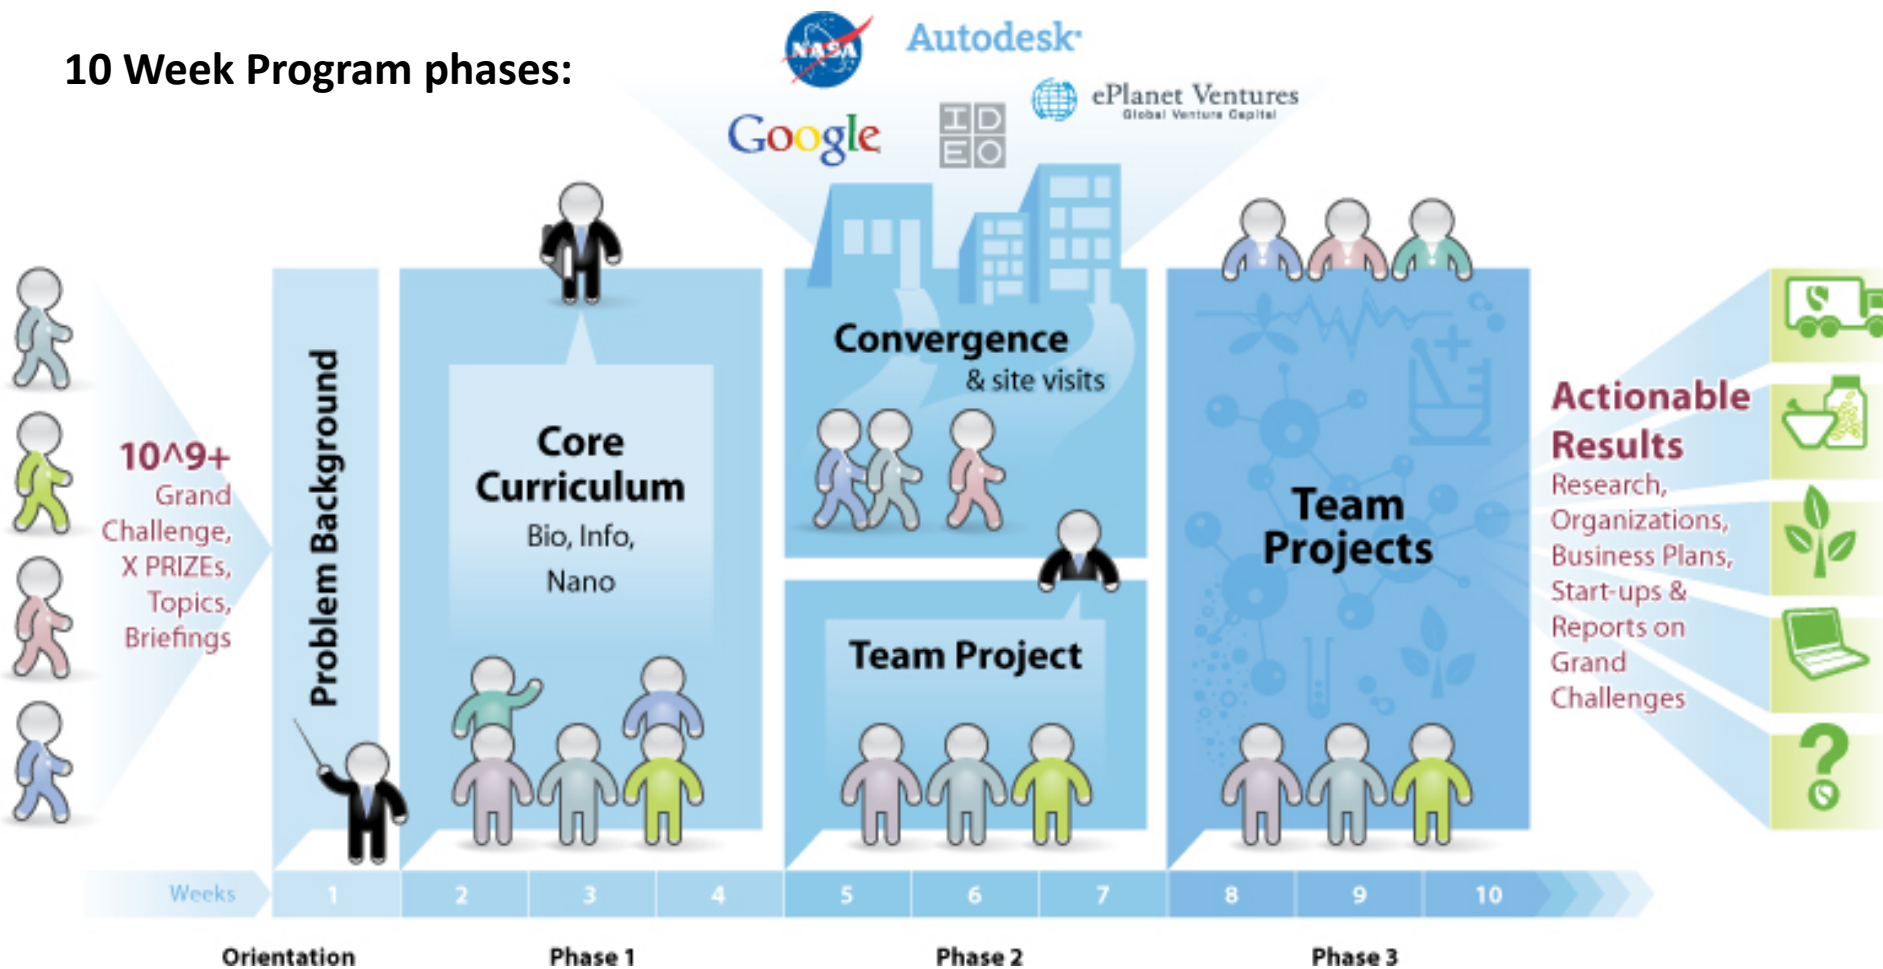 10 Week Program phases:
NASA
Autodesk
ePlanet Ventures
Global Venture Capital
Google
ID
EO
10^9+
Grand
Challenge,
X PRIZEs,
Topics,
Briefings
Problem Background
Core
Curriculum
Bio, Info,
Nano
Convergence
& site visits
Team Project
Team
Projects
Actionable
Results
Research,
Organizations,
Business Plans,
Start-ups &
Reports on
Grand
Challenges
Weeks 1 2 3 4 5 6 7 8 9 10
Orientation Phase 1 Phase 2 Phase 3